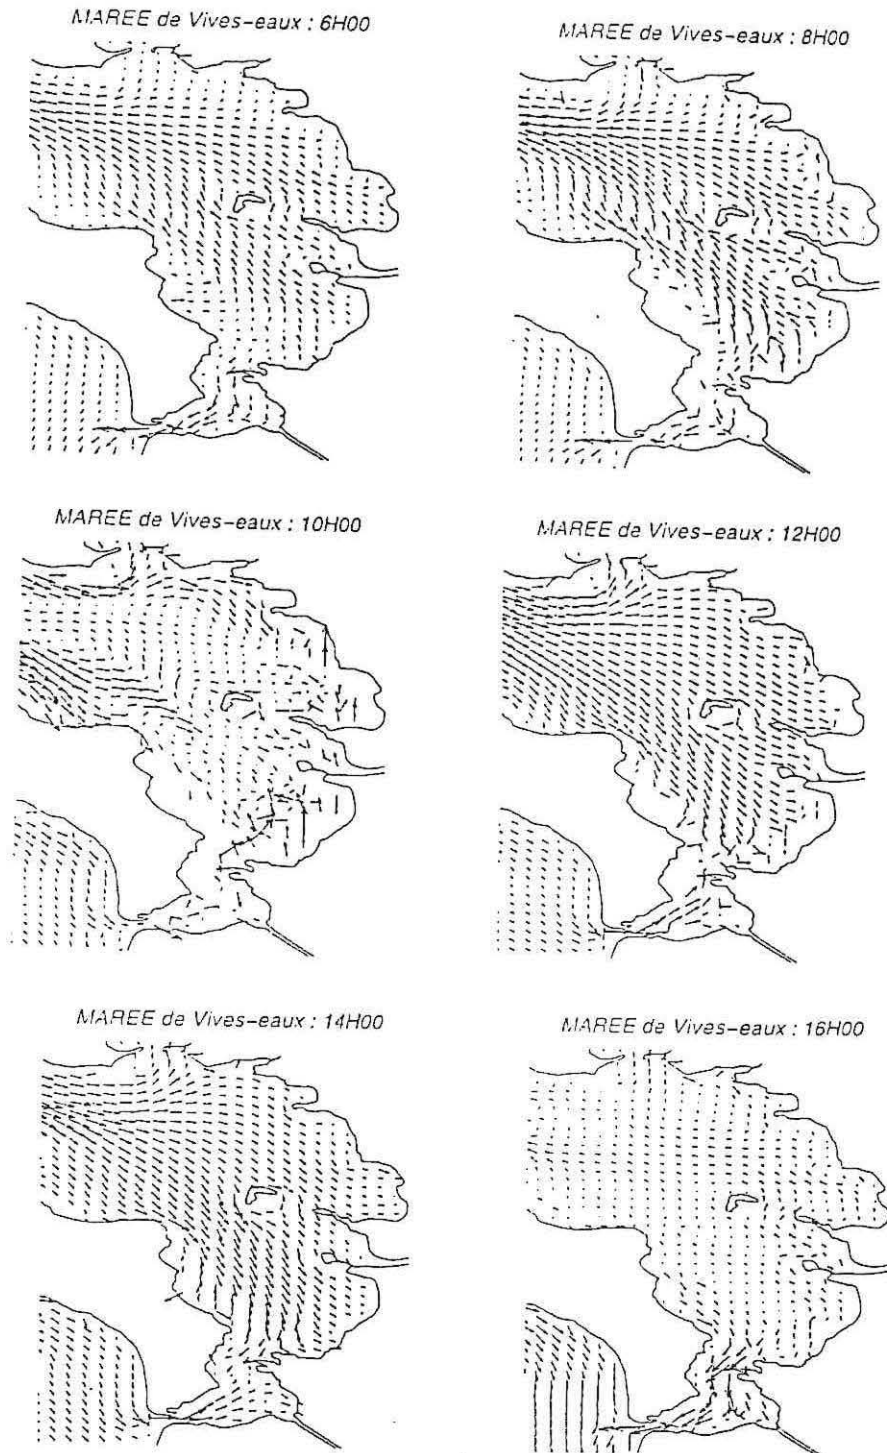 MAREE de Vives-eaux : 6H00
MAREE de Vives-eaux : 8H00
MAREE de Vives-eaux : 10H00
MAREE de Vives-eaux : 12H00
MAREE de Vives-eaux : 14H00
MAREE de Vives-eaux : 16H00